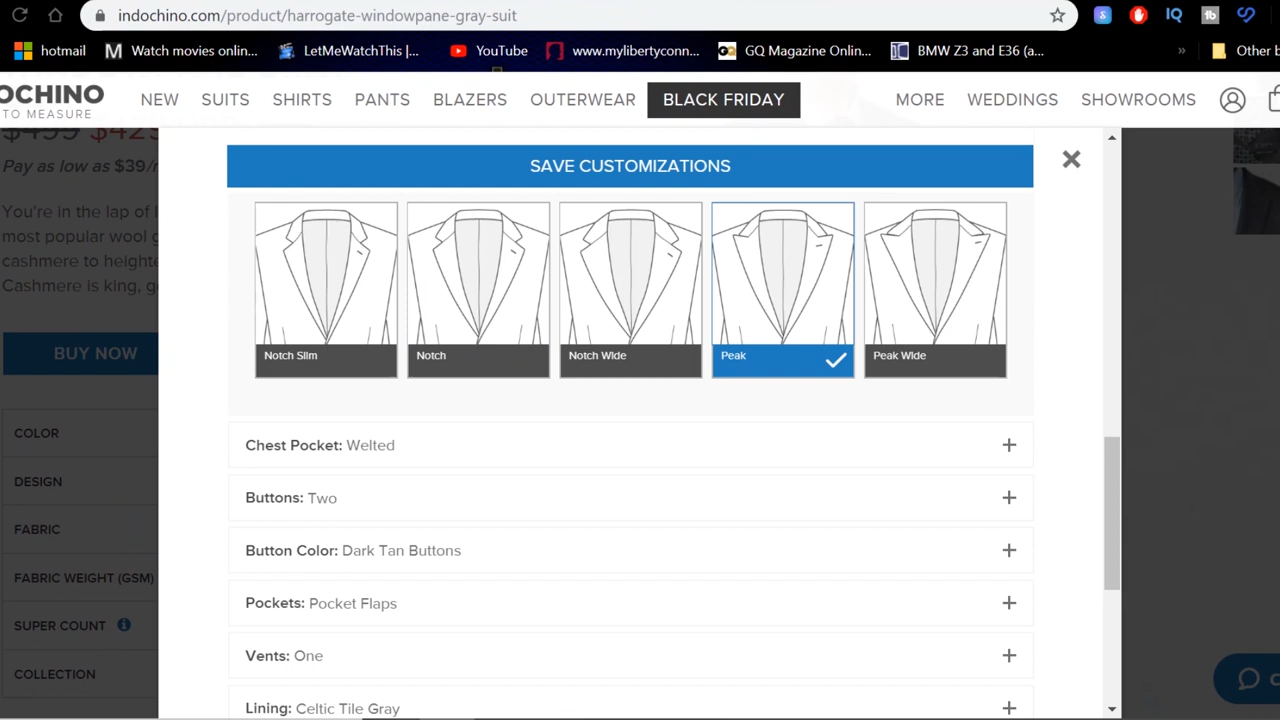 indochino.com/product/harrogate-windowpane-gray-suit
hotmail
Watch movies onlin...
LetMeWatchThis |...
YouTube
www.mylibertyconn...
GQ Magazine Onlin...
BMW Z3 and E36 (a...
»
Other b
OCHINO
TO MEASURE
NEW SUITS SHIRTS PANTS BLAZERS OUTERWEAR BLACK FRIDAY MORE WEDDINGS SHOWROOMS
$499 $429
Pay as low as $39/
You're in the lap of
most popular wool
cashmere to heighte
Cashmere is king,
BUY NOW
COLOR
DESIGN
FABRIC
FABRIC WEIGHT (GSM)
SUPER COUNT
COLLECTION
SAVE CUSTOMIZATIONS
Notch Slim
Notch
Notch Wide
Peak
Peak Wide
Chest Pocket: Welted
Buttons: Two
Button Color: Dark Tan Buttons
Pockets: Pocket Flaps
Vents: One
Lining: Celtic Tile Gray